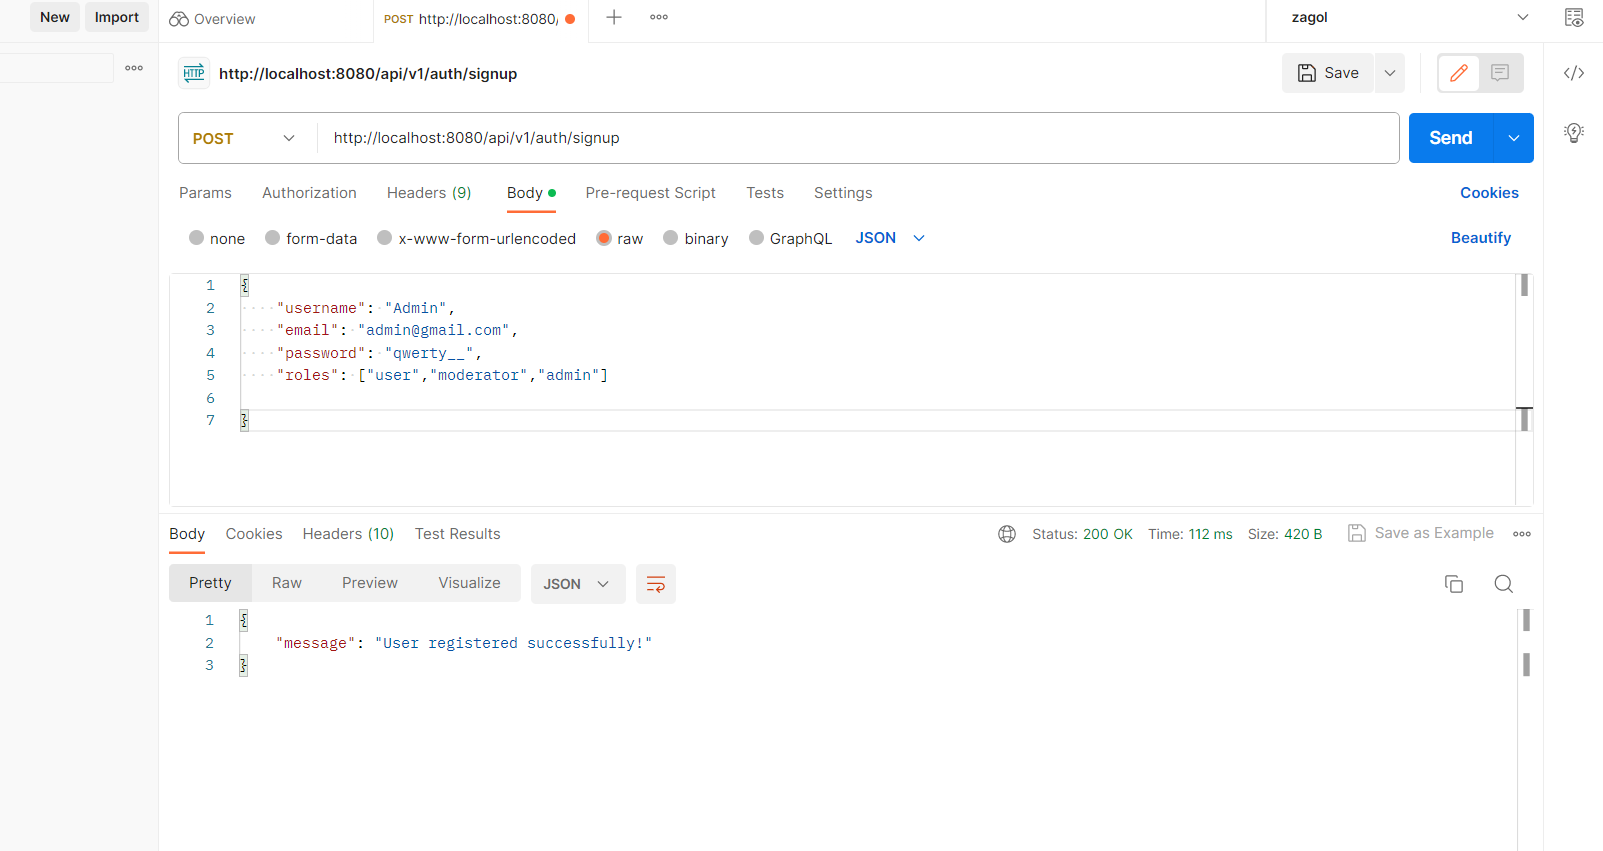 New Import Overview POST http://localhost:8080/ zagol
HTTP http://localhost:8080/api/v1/auth/signup Save
POST http://localhost:8080/api/v1/auth/signup Send
Params Authorization Headers (9) Body Pre-request Script Tests Settings Cookies
none form-data x-www-form-urlencoded raw binary GraphQL JSON Beautify
1 {
2 "username": "Admin",
3 "email": "admin@gmail.com",
4 "password": "qwerty__",
5 "roles": ["user","moderator","admin"]
6
7 }
Body Cookies Headers (10) Test Results Status: 200 OK Time: 112 ms Size: 420 B Save as Example
Pretty Raw Preview Visualize JSON
1 {
2 "message": "User registered successfully!"
3 }